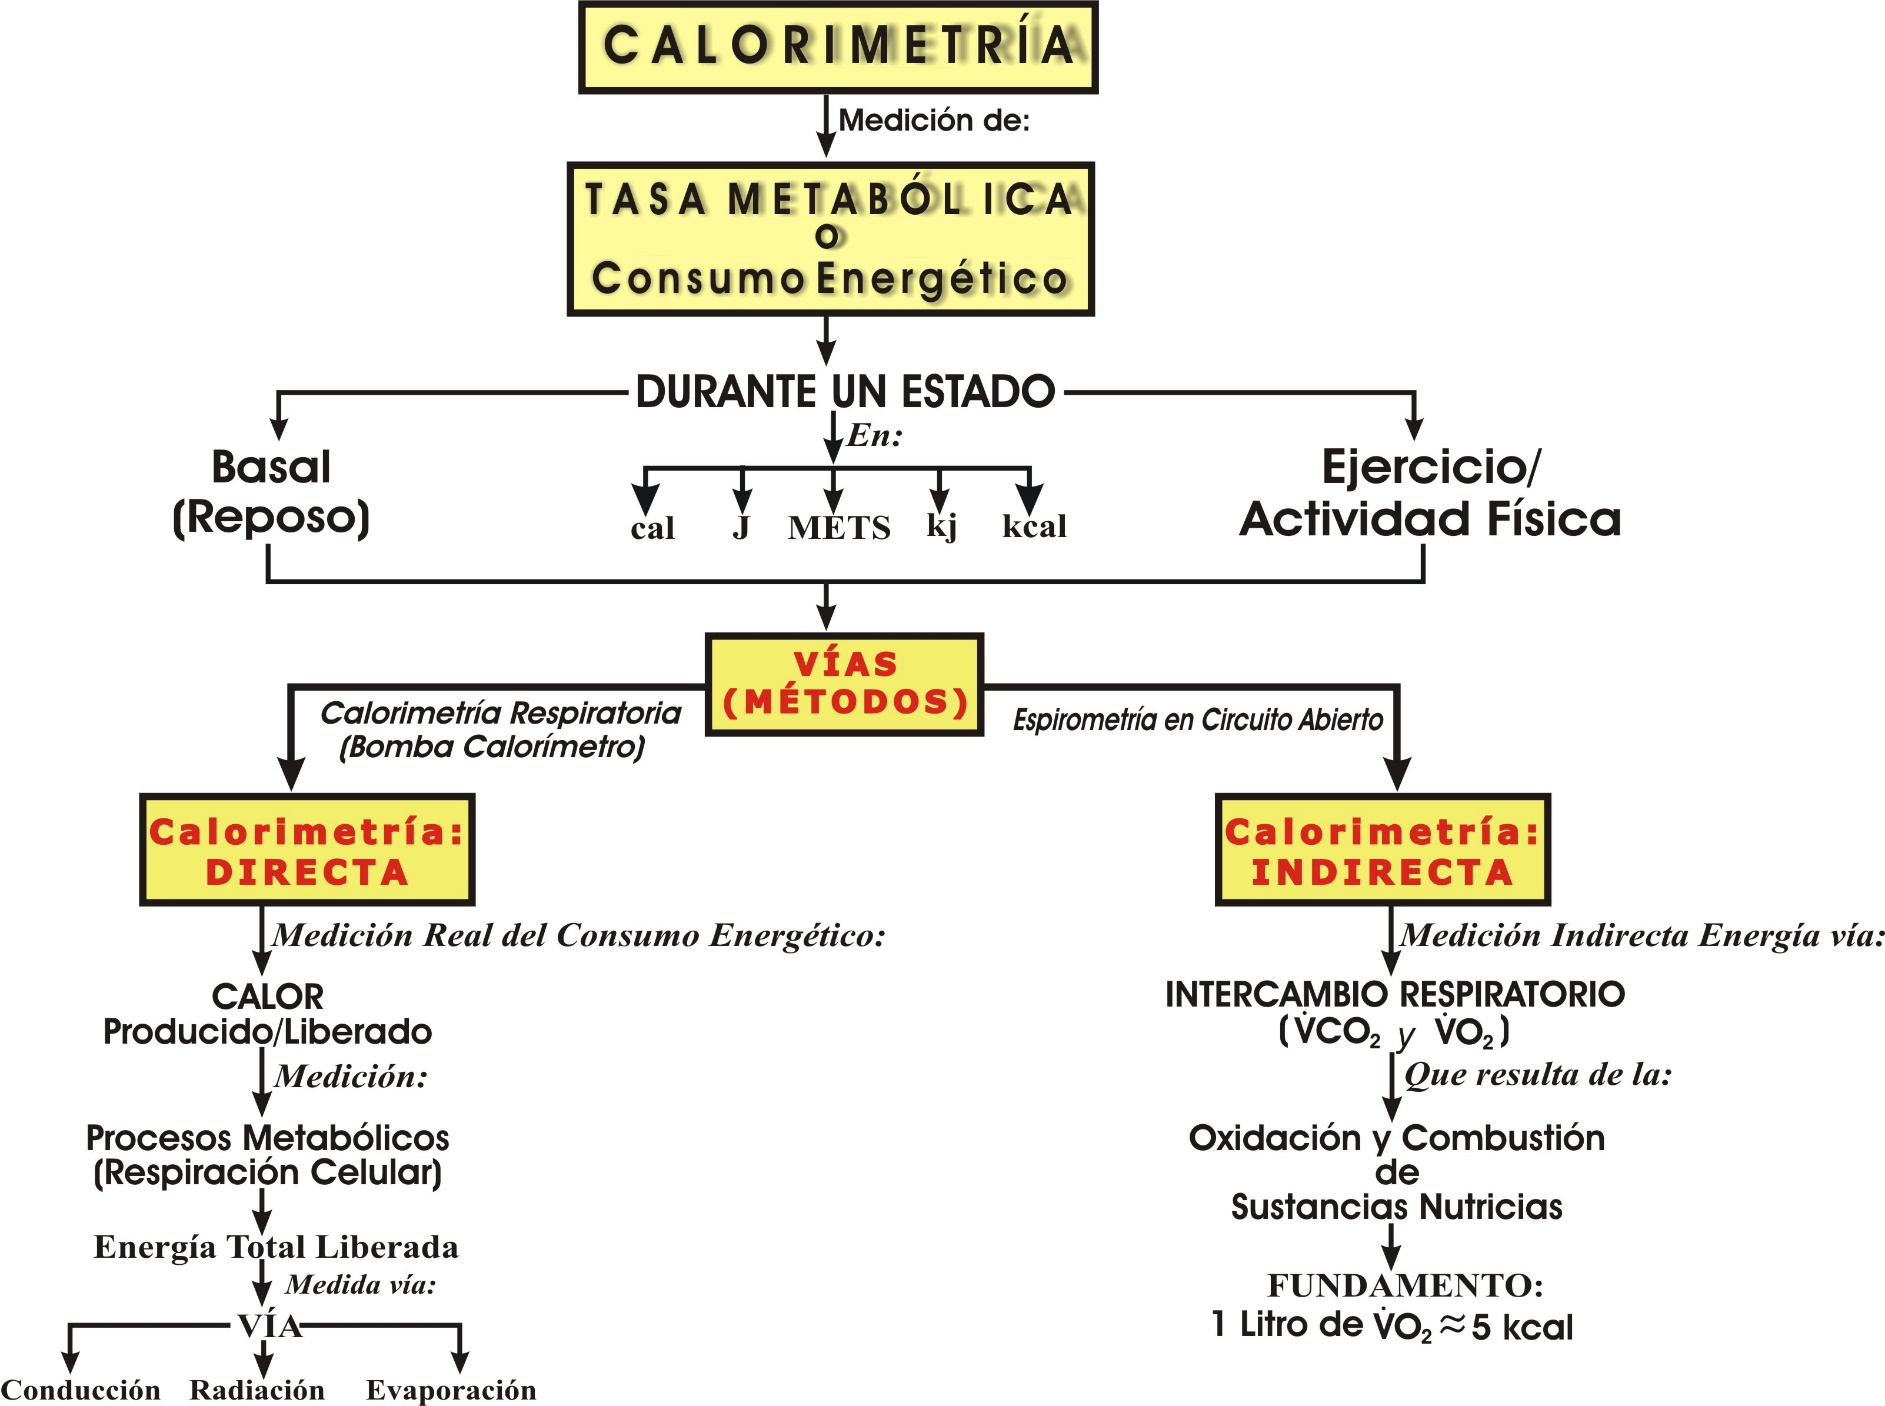 CALORIMETRÍA
Medición de:
TASA METABÓLICA
o
Consumo Energético
DURANTE UN ESTADO
En:
Basal
(Reposo)
cal J METS kj kcal
Ejercicio/
Actividad Física
VÍAS
(MÉTODOS)
Calorimetría Respiratoria
(Bomba Calorímetro)
Espirometría en Circuito Abierto
Calorimetría:
DIRECTA
Medición Real del Consumo Energético:
CALOR
Producido/Liberado
Medición:
Procesos Metabólicos
(Respiración Celular)
Energía Total Liberada
Medida vía:
VÍA
Conducción Radiación Evaporación
Calorimetría:
INDIRECTA
Medición Indirecta Energía vía:
INTERCAMBIO RESPIRATORIO
(V̇CO₂ y V̇O₂)
Que resulta de la:
Oxidación y Combustión
de
Sustancias Nutricias
FUNDAMENTO:
1 Litro de V̇O₂ ≈ 5 kcal